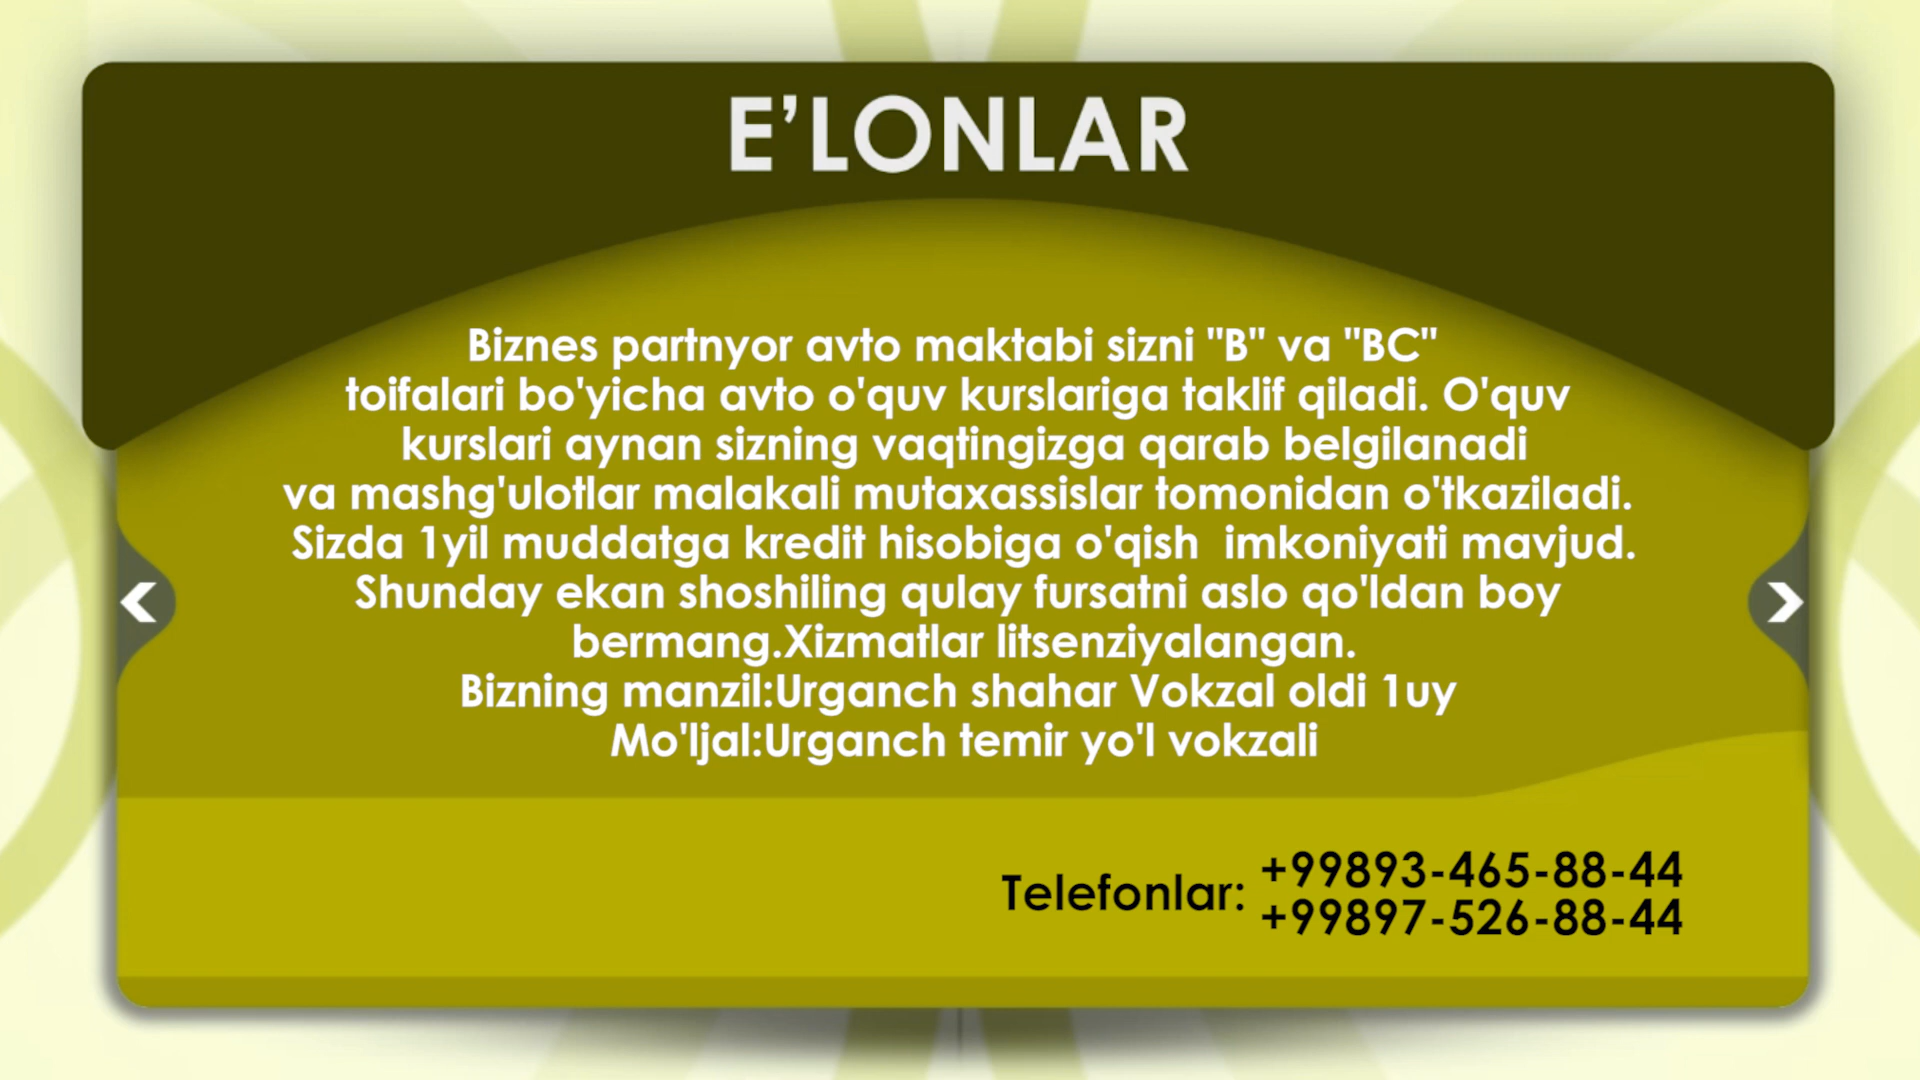 E’LONLAR
Biznes partnyor avto maktabi sizni "B" va "BC"
toifalari bo'yicha avto o'quv kurslariga taklif qiladi. O'quv
kurslari aynan sizning vaqtingizga qarab belgilanadi
va mashg'ulotlar malakali mutaxassislar tomonidan o'tkaziladi.
Sizda 1yil muddatga kredit hisobiga o'qish  imkoniyati mavjud.
Shunday ekan shoshiling qulay fursatni aslo qo'ldan boy
bermang.Xizmatlar litsenziyalangan.
Bizning manzil:Urganch shahar Vokzal oldi 1uy
Mo'ljal:Urganch temir yo'l vokzali
Telefonlar:
+99893-465-88-44
+99897-526-88-44